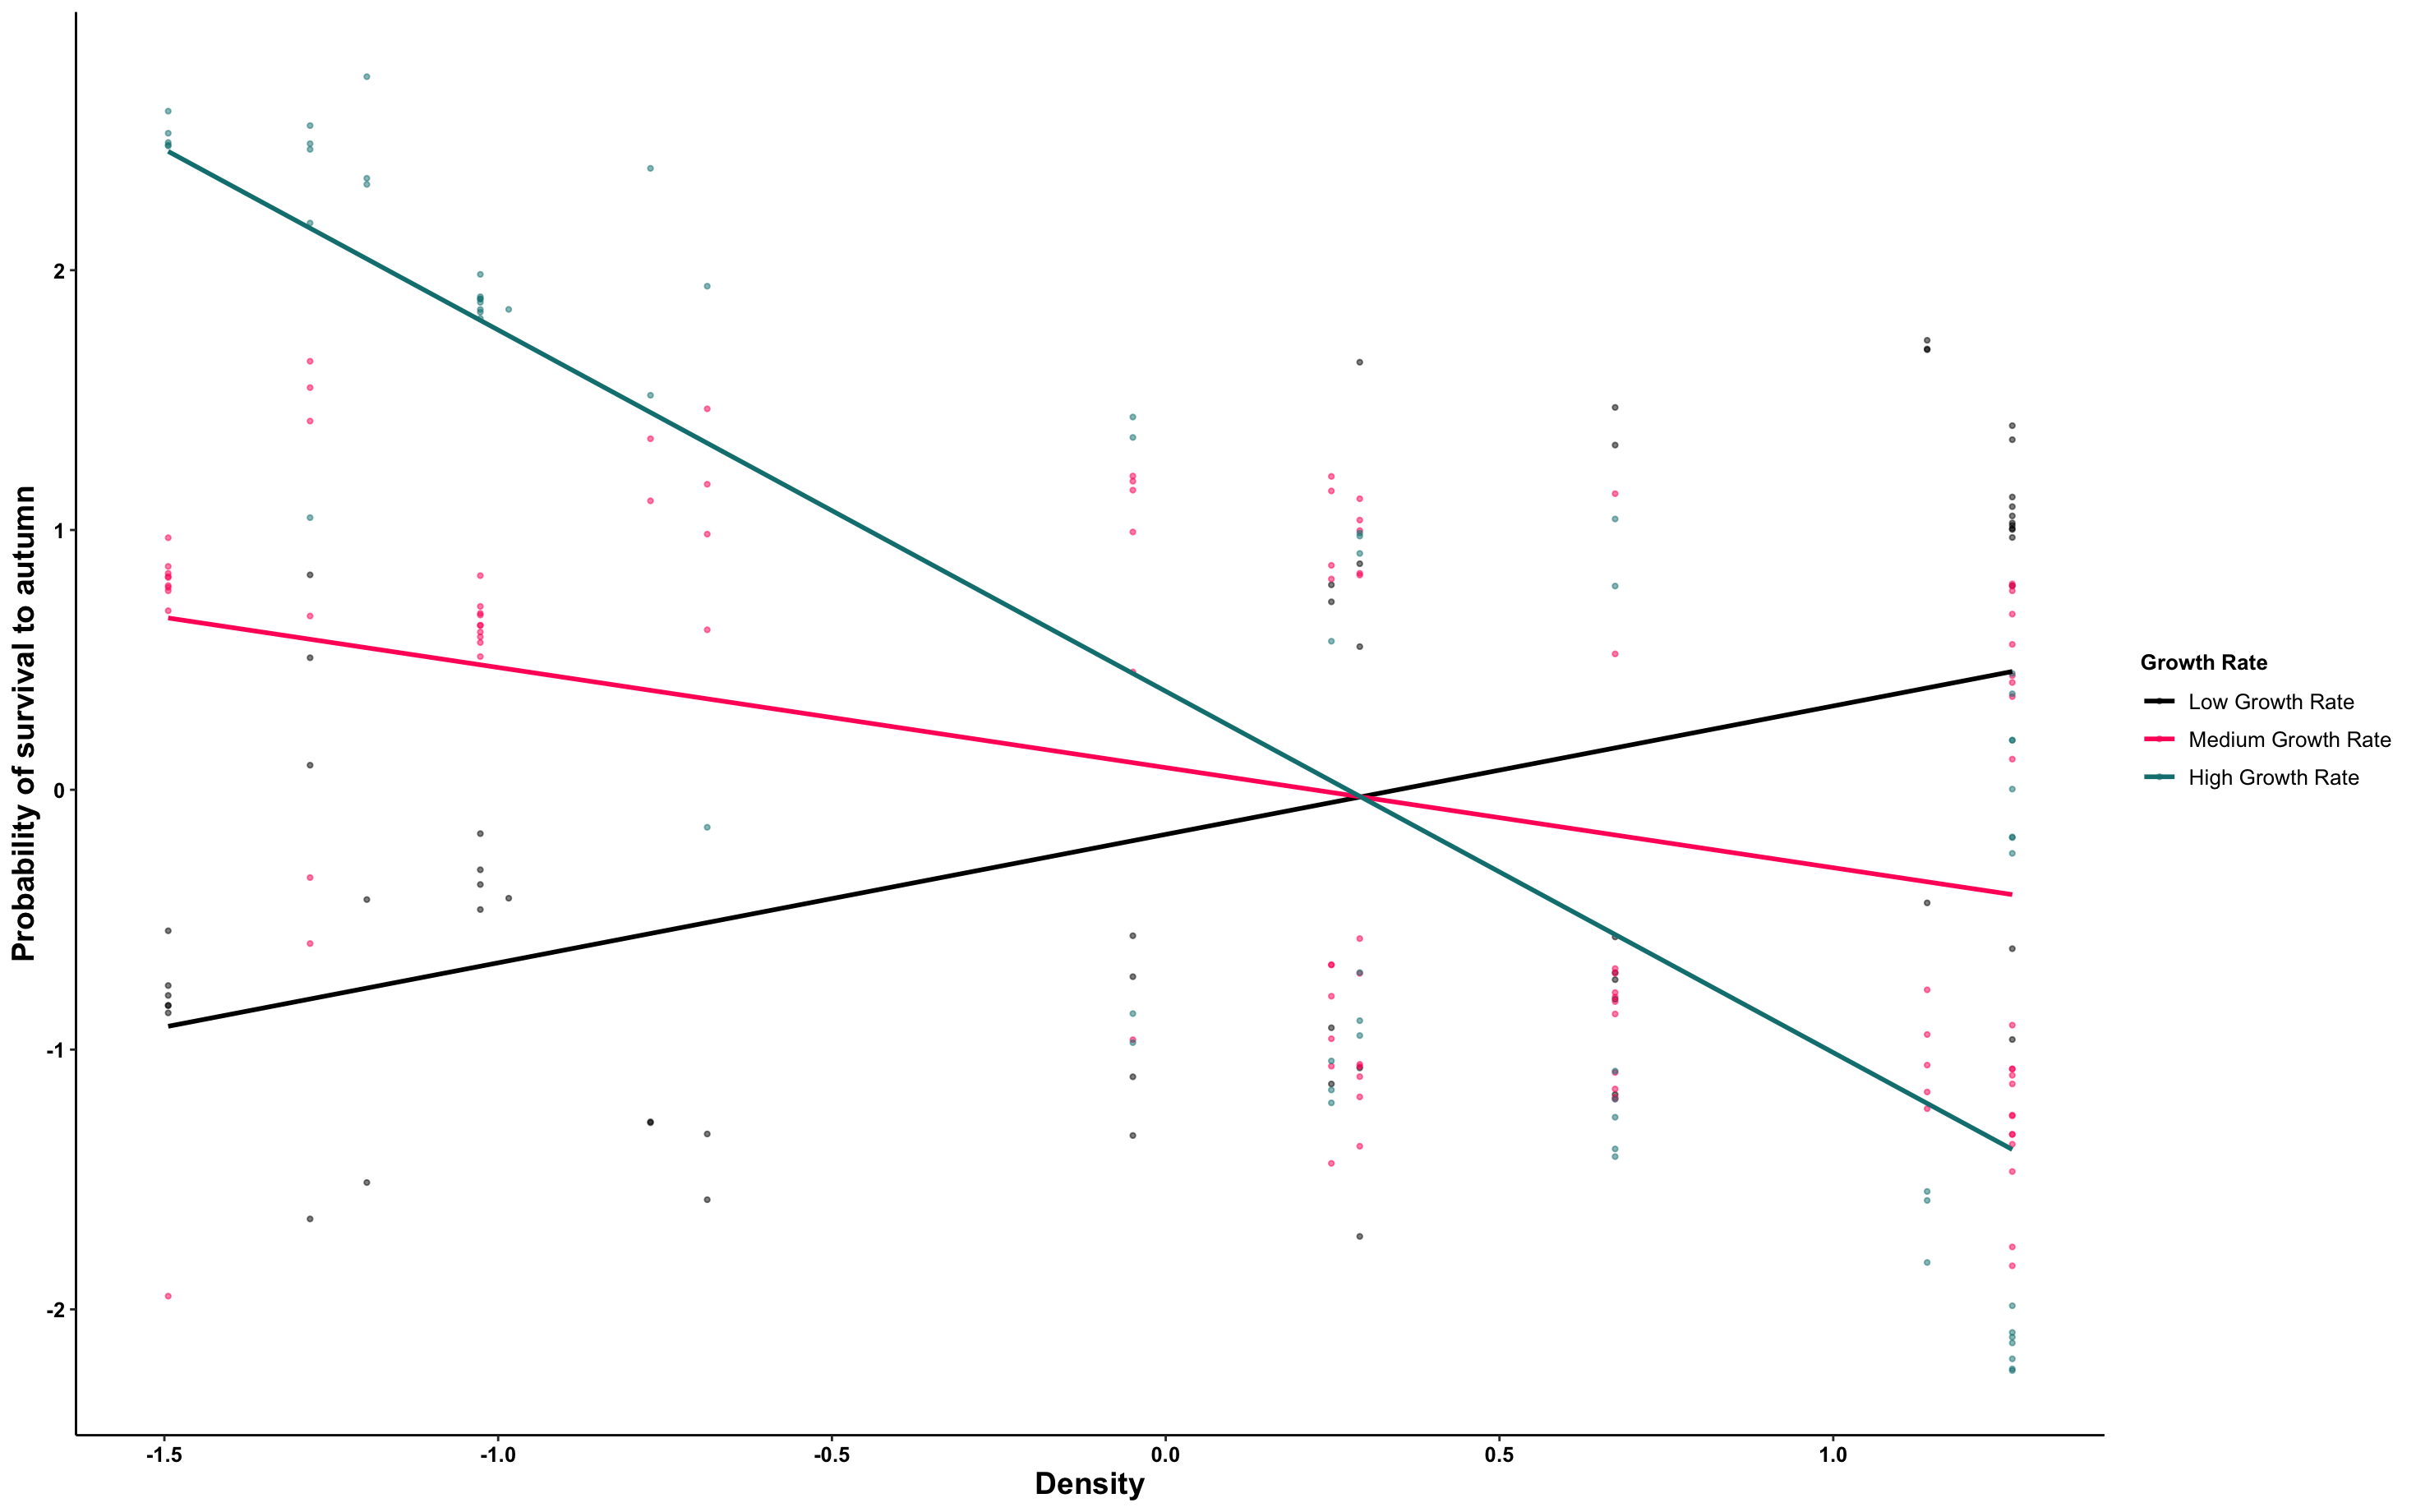 Probability of survival to autumn
2
1
0
-1
-2
-1.5 -1.0 -0.5 0.0 0.5 1.0
Density
Growth Rate
Low Growth Rate
Medium Growth Rate
High Growth Rate